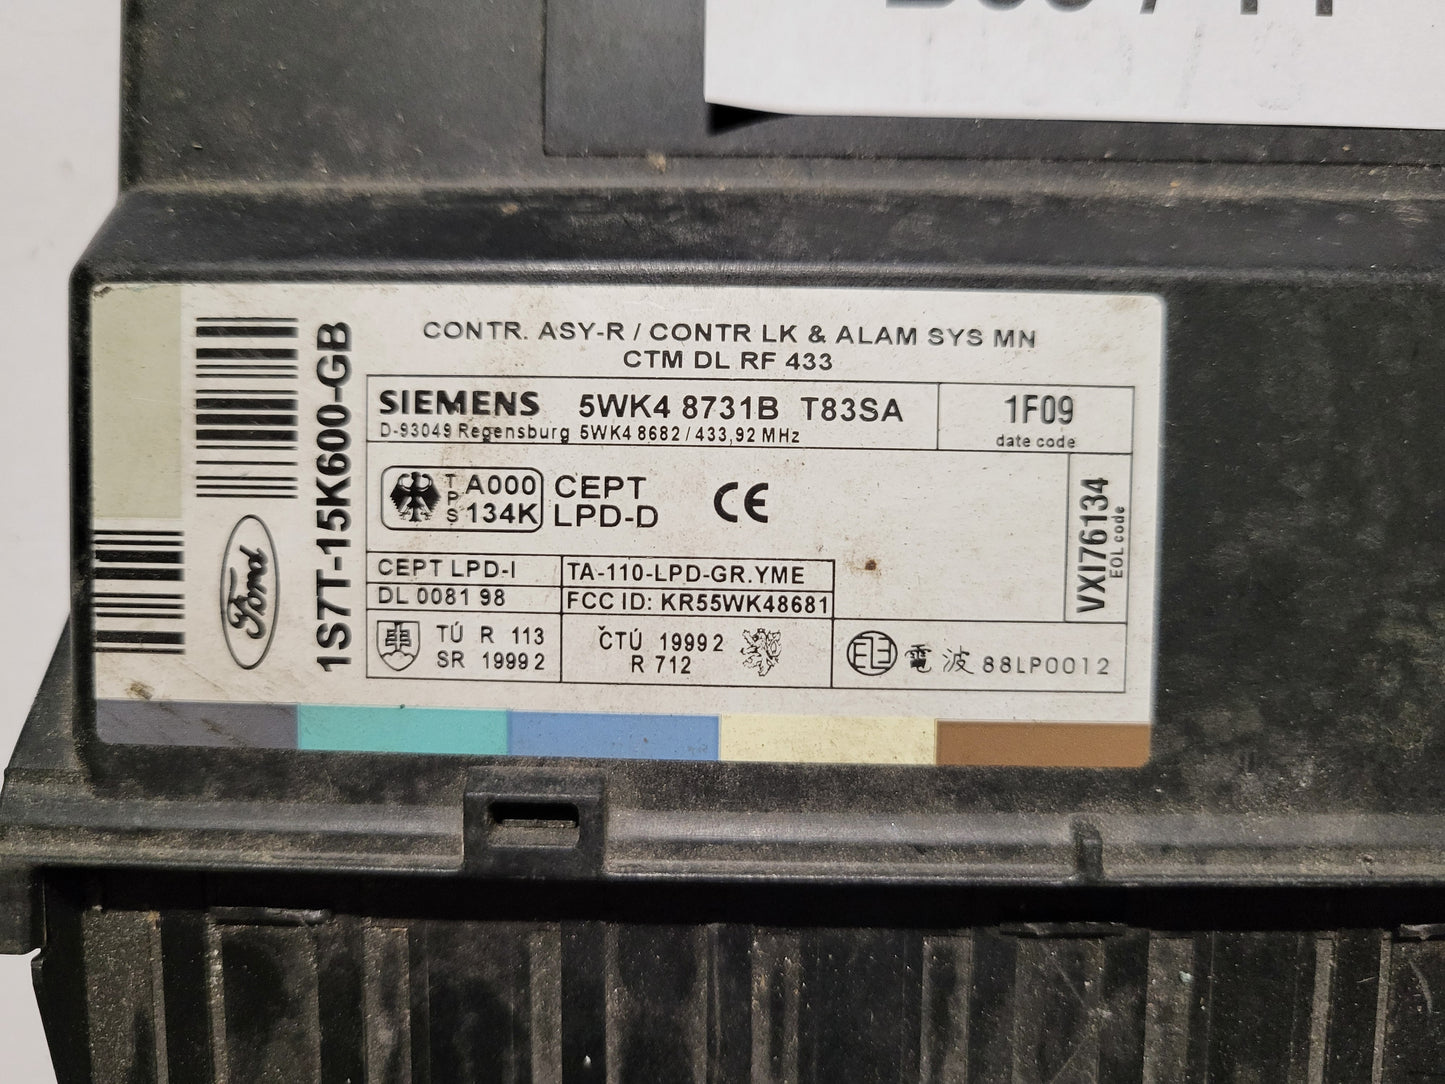 CONTR. ASY-R / CONTR LK & ALAM SYS MN
CTM DL RF 433
SIEMENS 5WK4 8731B T83SA
D-93049 Regensburg 5WK4 8682 / 433,92 MHz
1F09
date code
TPS A000 134K
CEPT
LPD-D
CE
VXI76134
EOL code
CEPT LPD-I
DL 0081 98
TA-110-LPD-GR.YME
FCC ID: KR55WK48681
TÚ R 113
SR 1999 2
ČTÚ 1999 2
R 712
電波 88LP0012
Ford
1S7T-15K600-GB